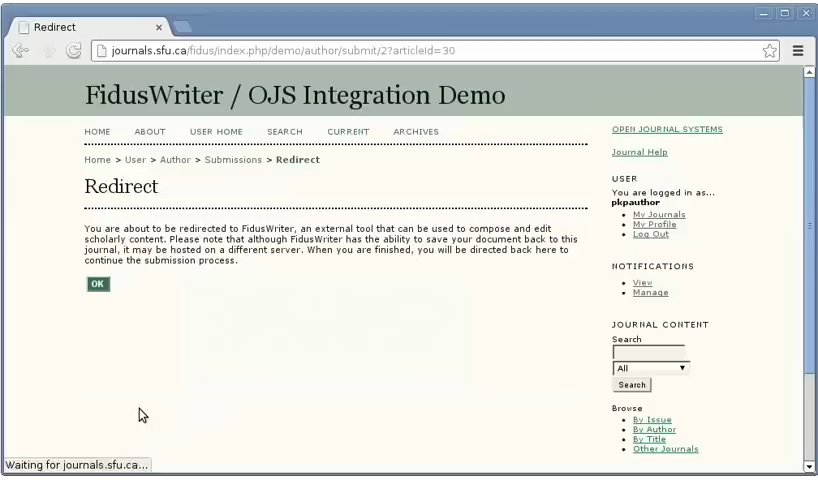 Redirect
journals.sfu.ca/fidus/index.php/demo/author/submit/2?articleId=30
FidusWriter / OJS Integration Demo
HOME ABOUT USER HOME SEARCH CURRENT ARCHIVES
Home > User > Author > Submissions > Redirect
Redirect
You are about to be redirected to FidusWriter, an external tool that can be used to compose and edit
scholarly content. Please note that although FidusWriter has the ability to save your document back to this
journal, it may be hosted on a different server. When you are finished, you will be directed back here to
continue the submission process.
OK
OPEN JOURNAL SYSTEMS
Journal Help
USER
You are logged in as...
pkpauthor
My Journals
My Profile
Log Out
NOTIFICATIONS
View
Manage
JOURNAL CONTENT
Search
All
Search
Browse
By Issue
By Author
By Title
Other Journals
Waiting for journals.sfu.ca...